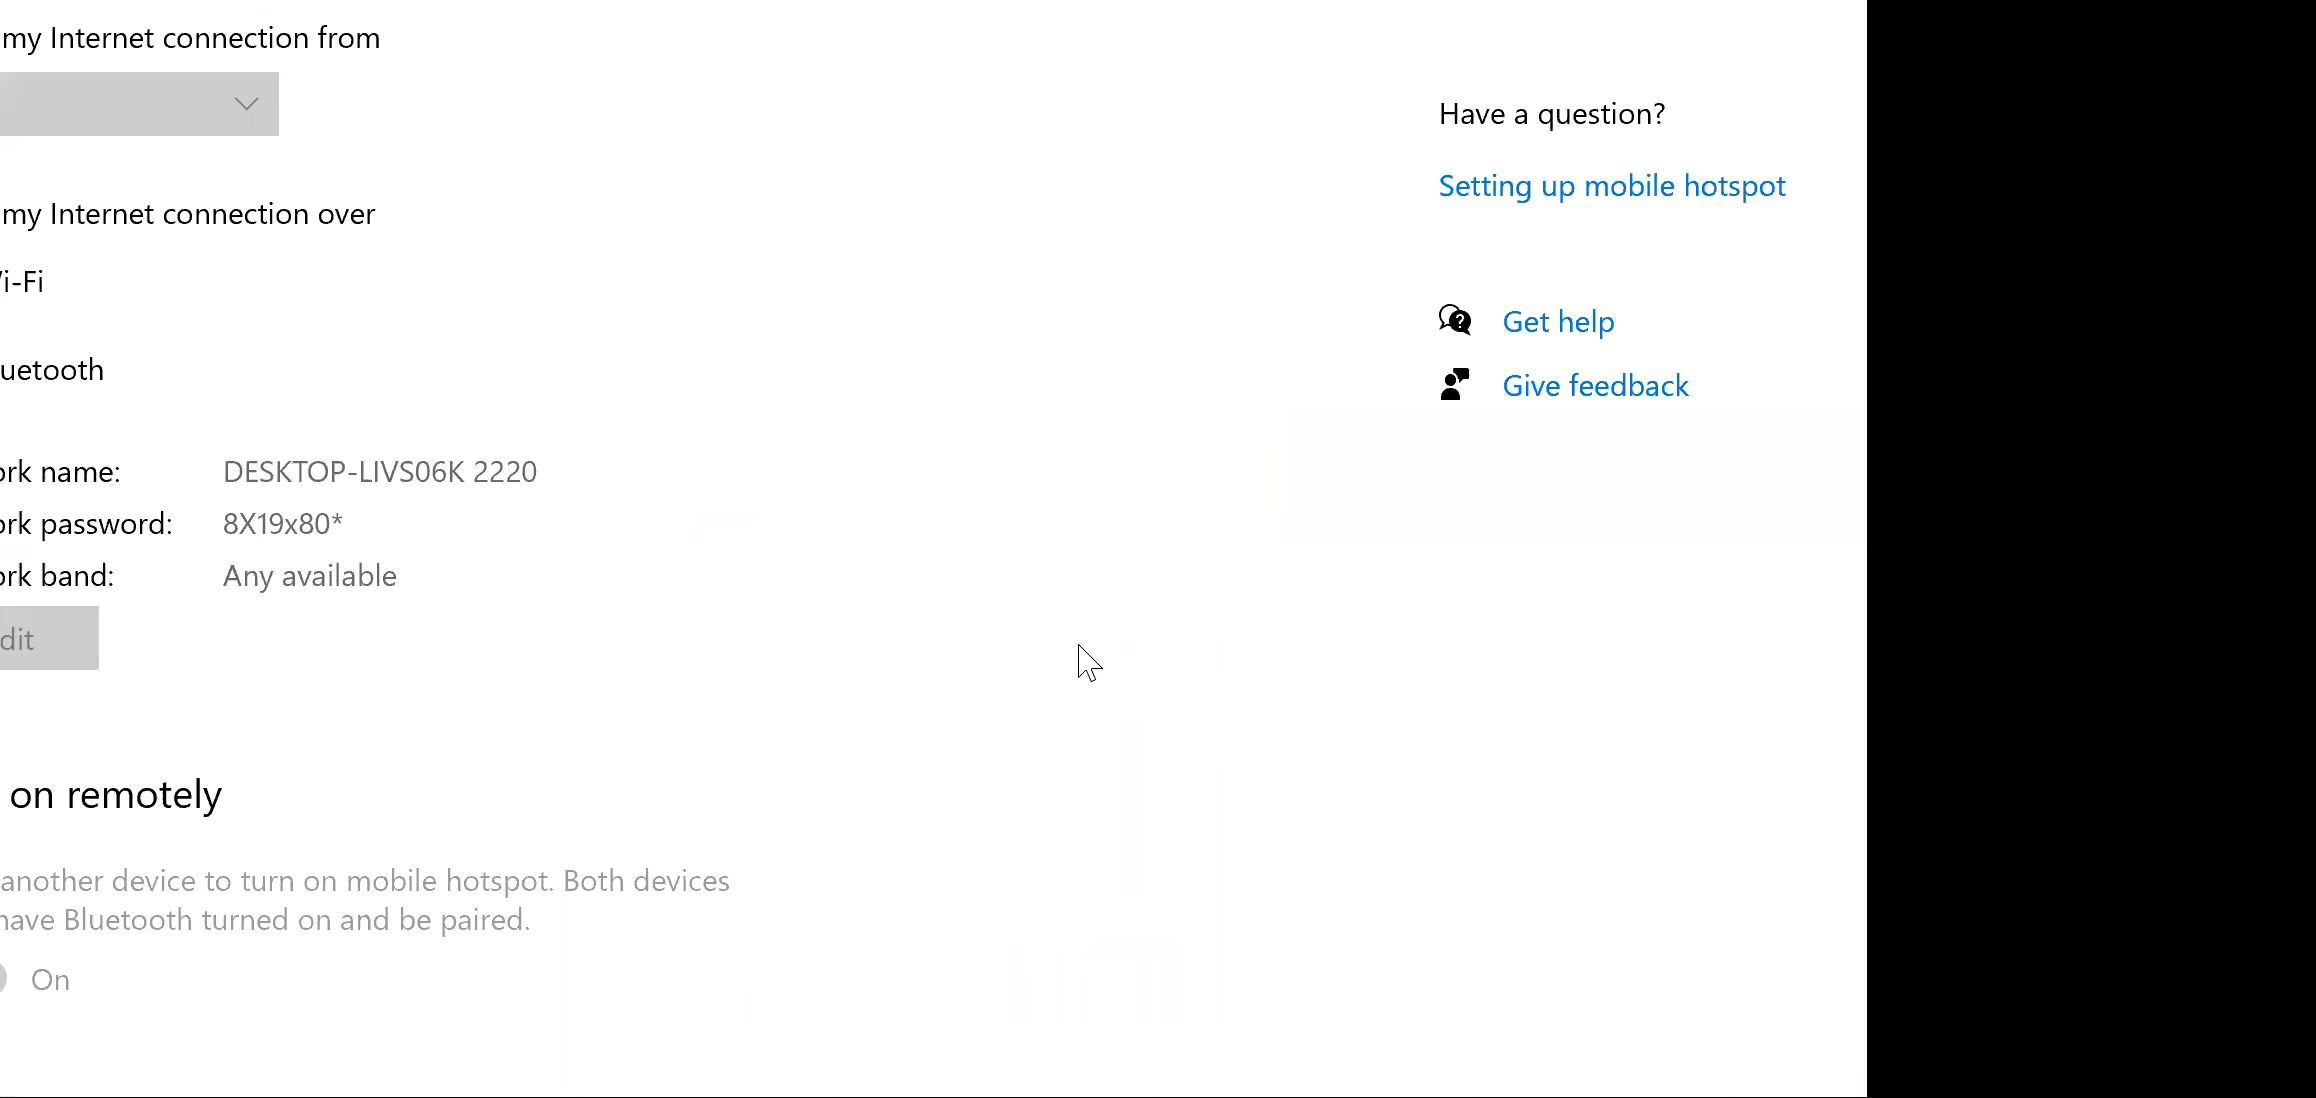 my Internet connection from
my Internet connection over
i-Fi
uetooth
rk name: DESKTOP-LIVS06K 2220
rk password: 8X19x80*
rk band: Any available
dit
on remotely
another device to turn on mobile hotspot. Both devices
have Bluetooth turned on and be paired.
On
Have a question?
Setting up mobile hotspot
Get help
Give feedback